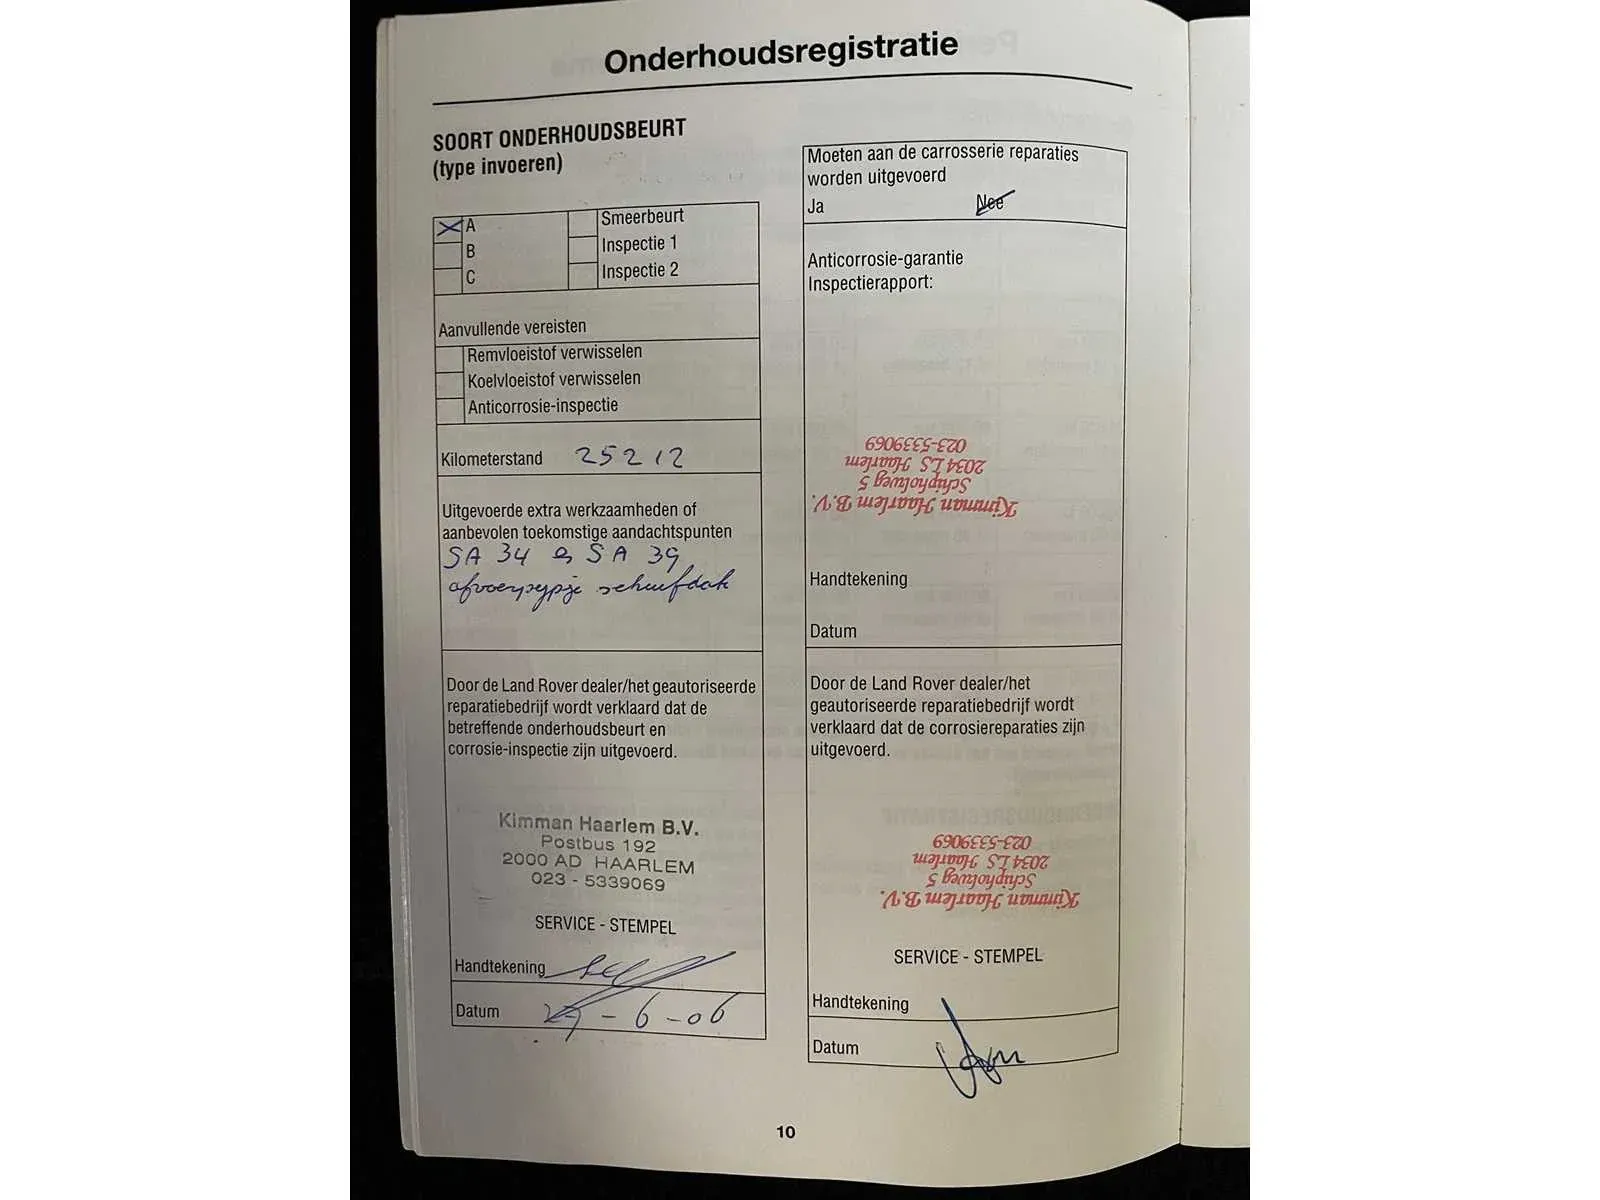 Onderhoudsregistratie
SOORT ONDERHOUDSBEURT
(type invoeren)
A
B
C
Smeerbeurt
Inspectie 1
Inspectie 2
Aanvullende vereisten
Remvloeistof verwisselen
Koelvloeistof verwisselen
Anticorrosie-inspectie
Kilometerstand 25212
Uitgevoerde extra werkzaamheden of
aanbevolen toekomstige aandachtspunten
SA 34 en SA 39
afvoerpypje schuifdak
Door de Land Rover dealer/het geautoriseerde
reparatiebedrijf wordt verklaard dat de
betreffende onderhoudsbeurt en
corrosie-inspectie zijn uitgevoerd.
Kimman Haarlem B.V.
Postbus 192
2000 AD HAARLEM
023 - 5339069
SERVICE - STEMPEL
Handtekening
Datum 27-6-06
Moeten aan de carrosserie reparaties
worden uitgevoerd
Ja Nee
Anticorrosie-garantie
Inspectierapport:
Kimman Haarlem B.V.
Schipholweg 5
2034 LS Haarlem
023-5339069
Handtekening
Datum
Door de Land Rover dealer/het
geautoriseerde reparatiebedrijf wordt
verklaard dat de corrosiereparaties zijn
uitgevoerd.
Kimman Haarlem B.V.
Schipholweg 5
2034 LS Haarlem
023-5339069
SERVICE - STEMPEL
Handtekening
Datum
10